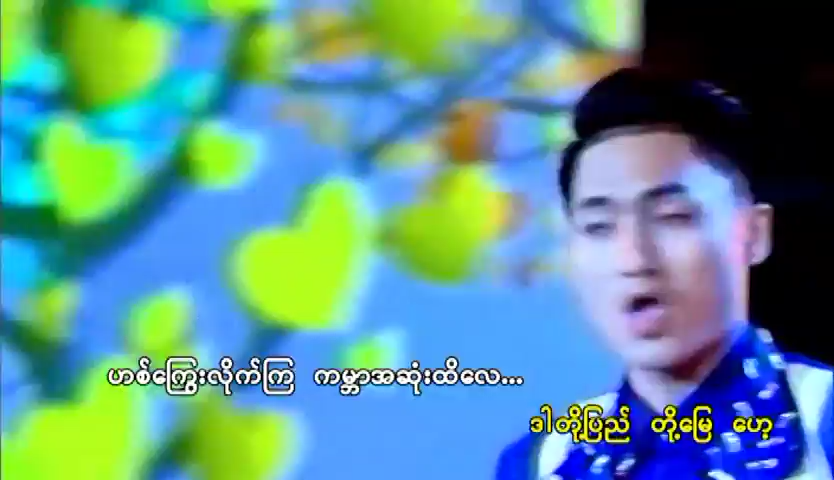 ဟစ်ကြွေးလိုက်ကြ ကမ္ဘာအဆုံးထိလေ...
ဒါတို့ပြည် တို့မြေ ဟေ့